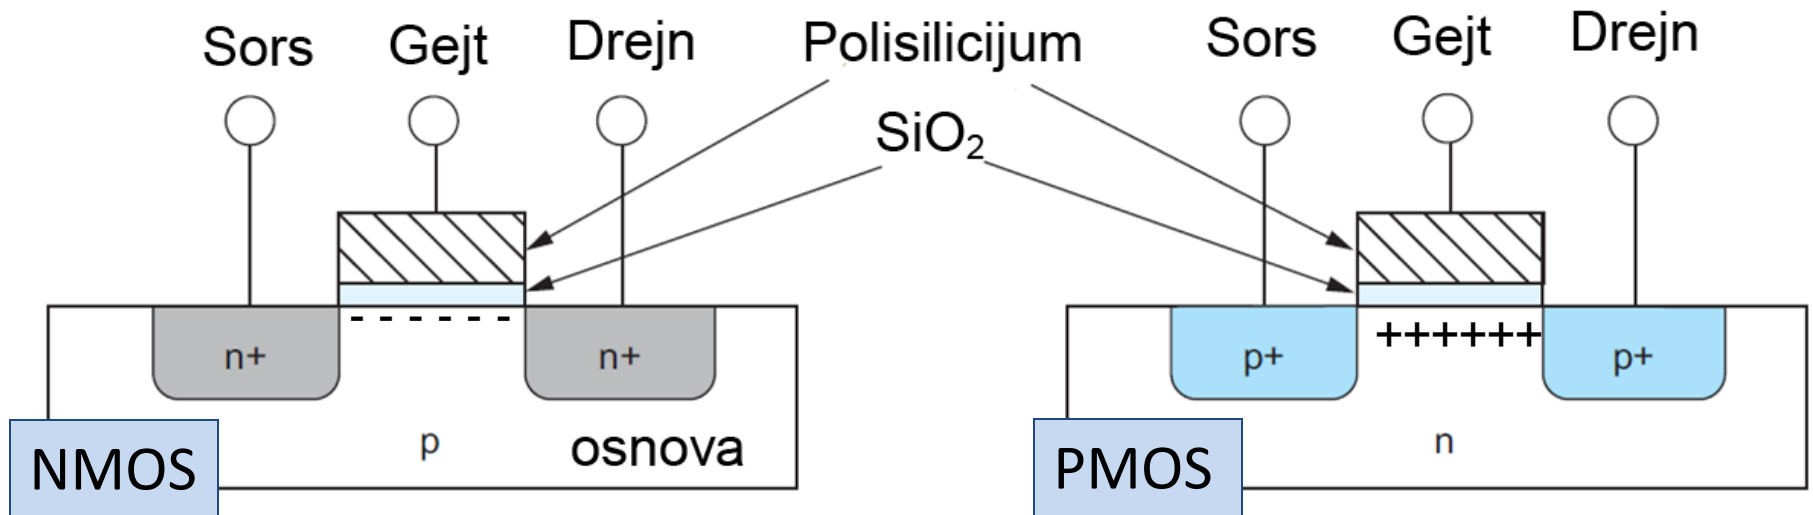 Sors Gejt Drejn Polisilicijum Sors Gejt Drejn
SiO₂
- - - - - - ++++++
n+ n+ p+ p+
p osnova n
NMOS PMOS